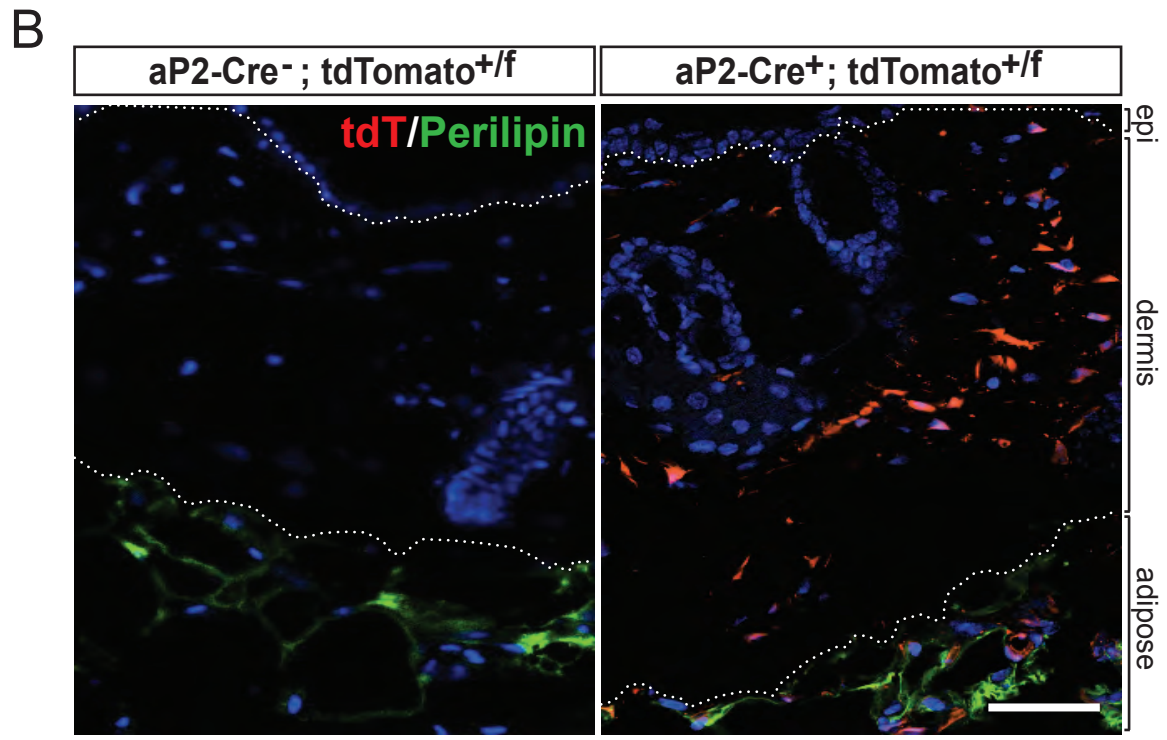 B
aP2-Cre⁻; tdTomato⁺/ᶠ
aP2-Cre⁺; tdTomato⁺/ᶠ
tdT/Perilipin
epi
dermis
adipose